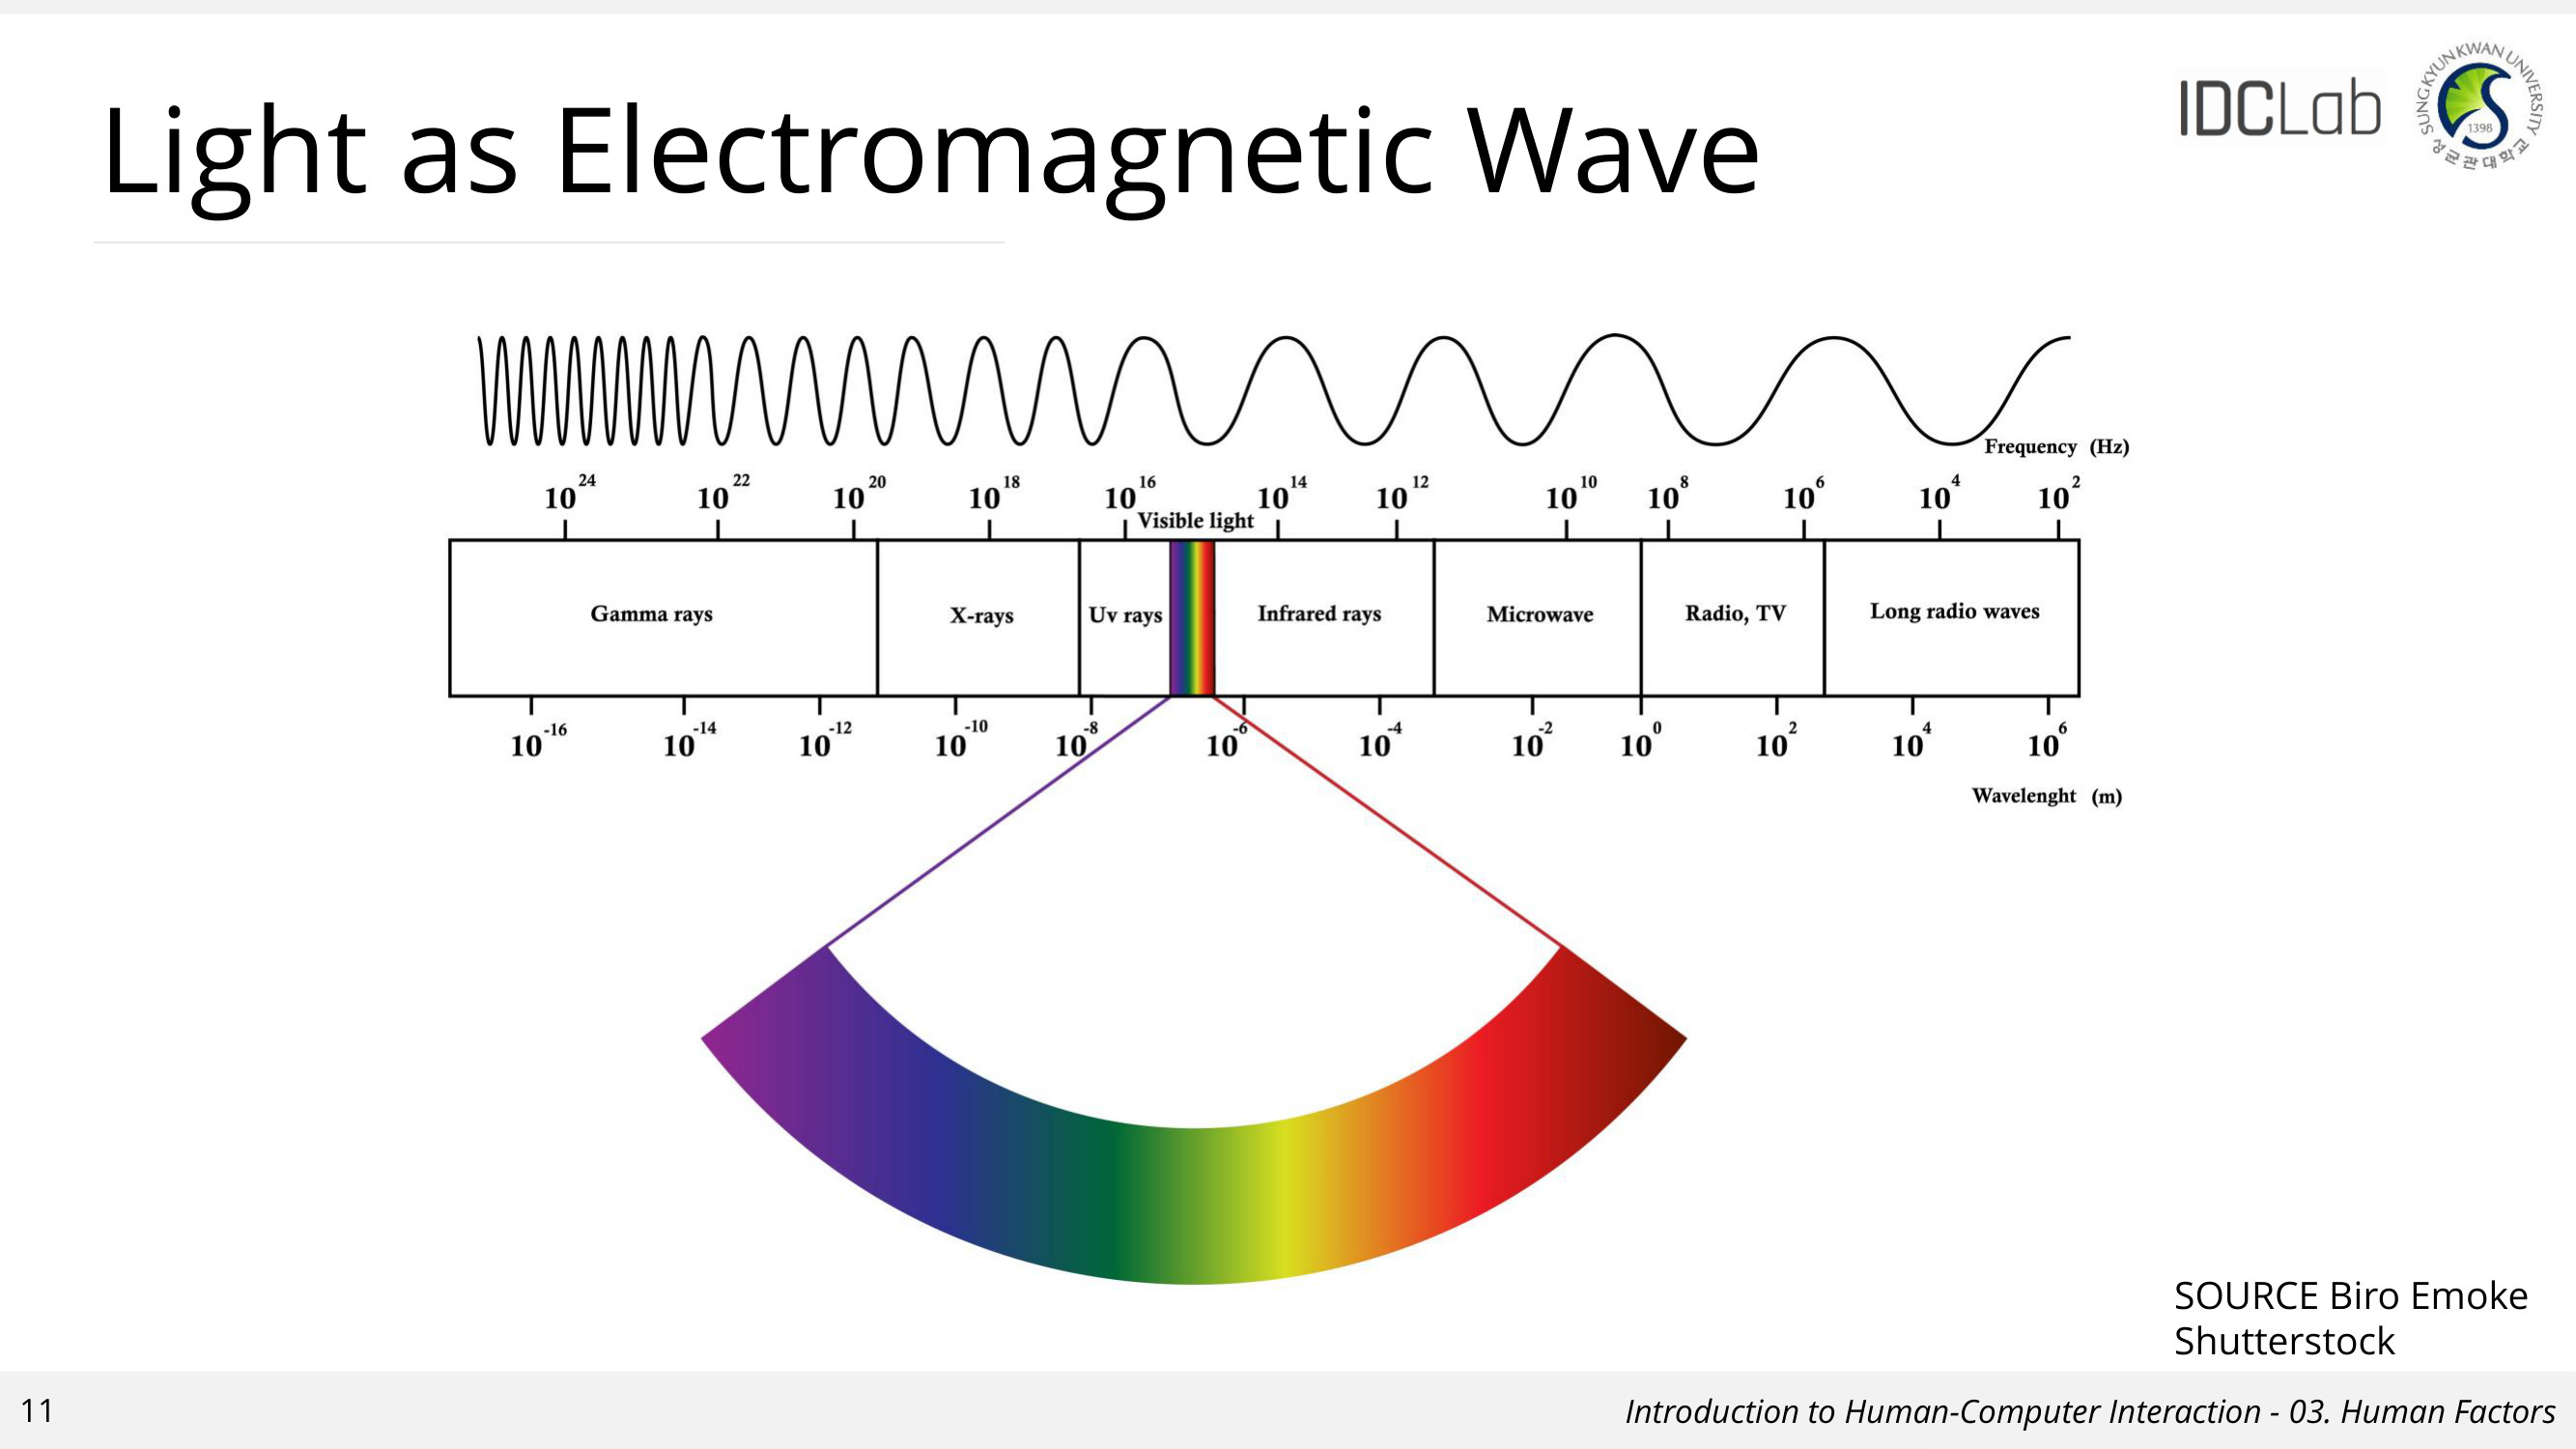 Light as Electromagnetic Wave
IDCLab
SUNGKYUNKWAN UNIVERSITY
1398
성균관대학교
Frequency (Hz)
10^24 10^22 10^20 10^18 10^16 10^14 10^12 10^10 10^8 10^6 10^4 10^2
Visible light
Gamma rays X-rays Uv rays Infrared rays Microwave Radio, TV Long radio waves
10^-16 10^-14 10^-12 10^-10 10^-8 10^-6 10^-4 10^-2 10^0 10^2 10^4 10^6
Wavelenght (m)
SOURCE Biro Emoke
Shutterstock
11
Introduction to Human-Computer Interaction - 03. Human Factors